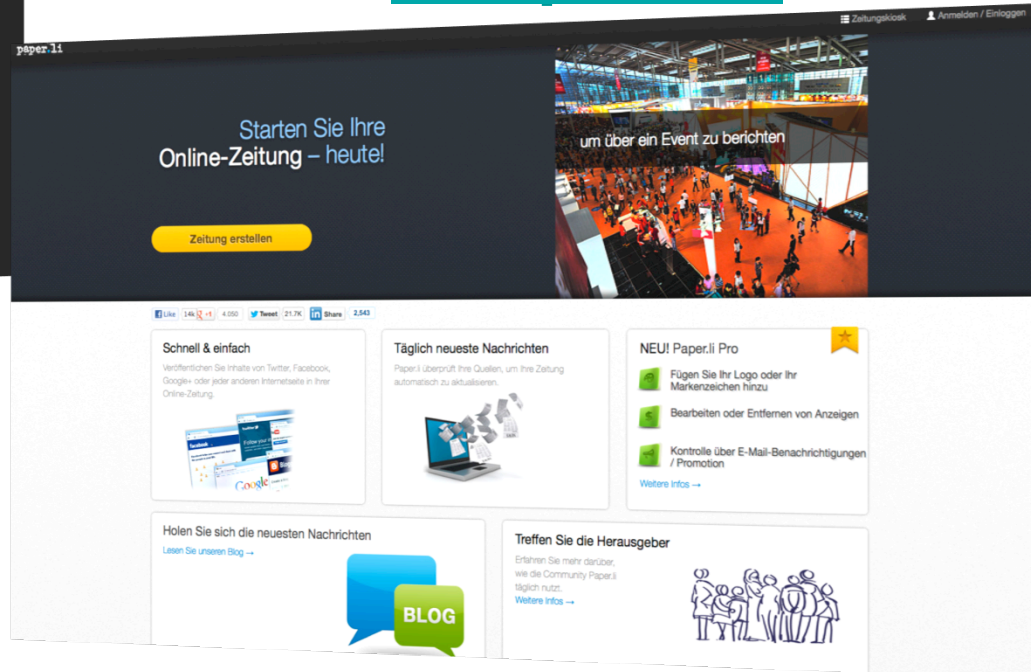 Zeitungskiosk
Anmelden / Einloggen
paper.li
Starten Sie Ihre
Online-Zeitung – heute!
um über ein Event zu berichten
Zeitung erstellen
Like 14k +1 4,050 Tweet 21.7K in Share 2,543
Schnell & einfach
Veröffentlichen Sie Inhalte von Twitter, Facebook,
Google+ oder jeder anderen Internetseite in Ihrer
Online-Zeitung.
facebook
Follow your
Google
Täglich neueste Nachrichten
Paper.li überprüft Ihre Quellen, um Ihre Zeitung
automatisch zu aktualisieren.
NEU! Paper.li Pro
Fügen Sie Ihr Logo oder Ihr
Markenzeichen hinzu
Bearbeiten oder Entfernen von Anzeigen
Kontrolle über E-Mail-Benachrichtigungen
/ Promotion
Weitere Infos →
Holen Sie sich die neuesten Nachrichten
Lesen Sie unseren Blog →
BLOG
Treffen Sie die Herausgeber
Erfahren Sie mehr darüber,
wie die Community Paper.li
täglich nutzt.
Weitere Infos →